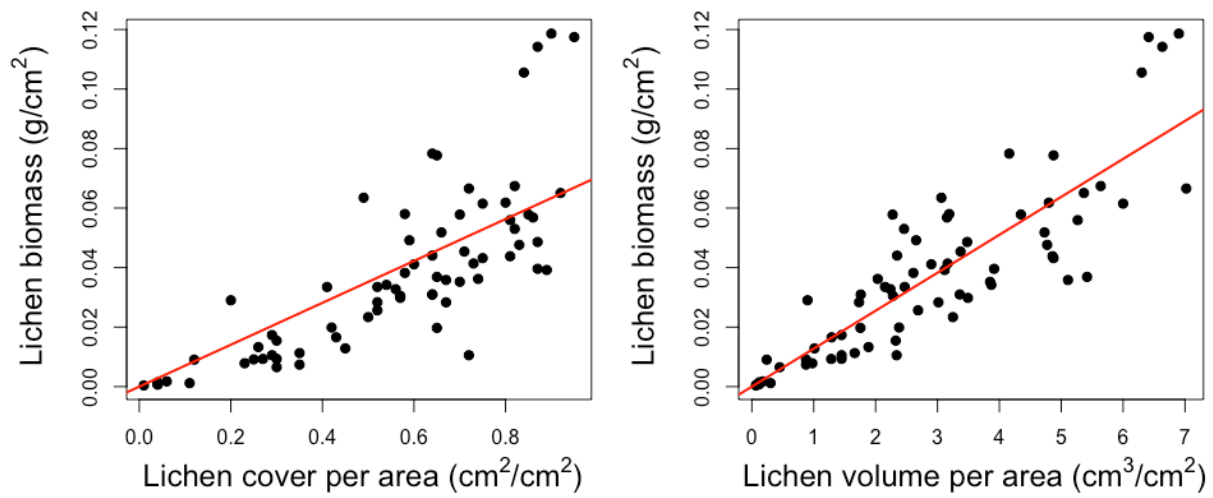 Lichen biomass (g/cm²)
0.00 0.02 0.04 0.06 0.08 0.10 0.12
0.0 0.2 0.4 0.6 0.8
Lichen cover per area (cm²/cm²)
Lichen biomass (g/cm²)
0.00 0.02 0.04 0.06 0.08 0.10 0.12
0 1 2 3 4 5 6 7
Lichen volume per area (cm³/cm²)